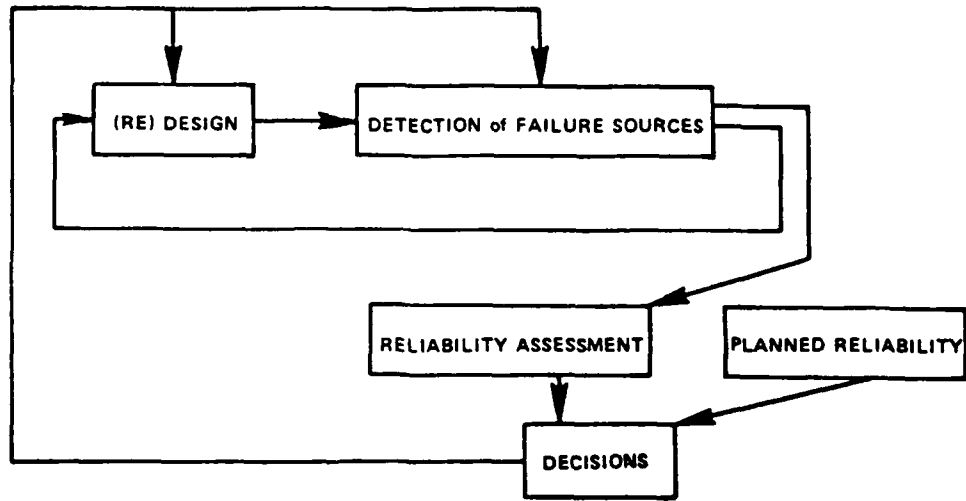 (RE) DESIGN
DETECTION of FAILURE SOURCES
RELIABILITY ASSESSMENT
PLANNED RELIABILITY
DECISIONS